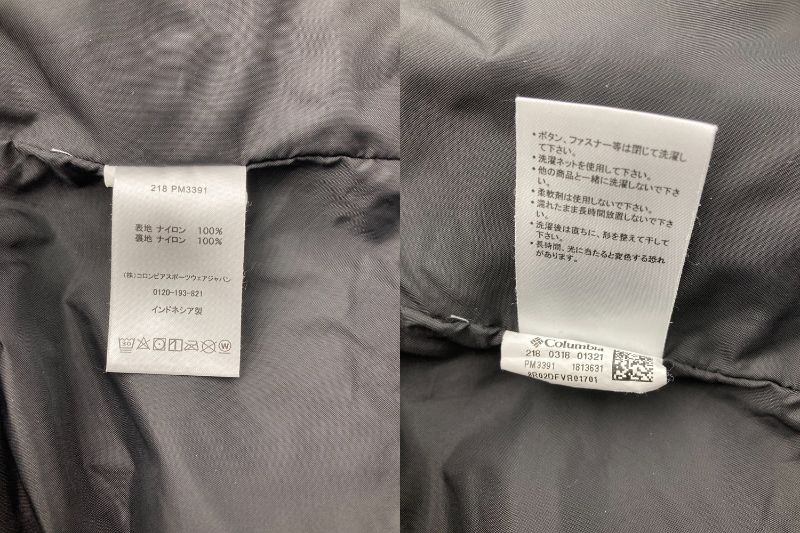 218 PM3391
表地 ナイロン 100%
裏地 ナイロン 100%
(株)コロンビアスポーツウェアジャパン
0120-193-821
インドネシア製
30
W
・ボタン、ファスナー等は閉じて洗濯し
て下さい。
・洗濯ネットを使用して下さい。
・他の商品と一緒に洗濯しないで下さ
い。
・柔軟剤は使用しないで下さい。
・濡れたまま長時間放置しないで下さ
い。
・洗濯後は直ちに、形を整えて干して
下さい。
・長時間、光に当たると変色する恐れ
があります。
Columbia
218 0318 01321
PM3391 1813631
2R02DFVR01701